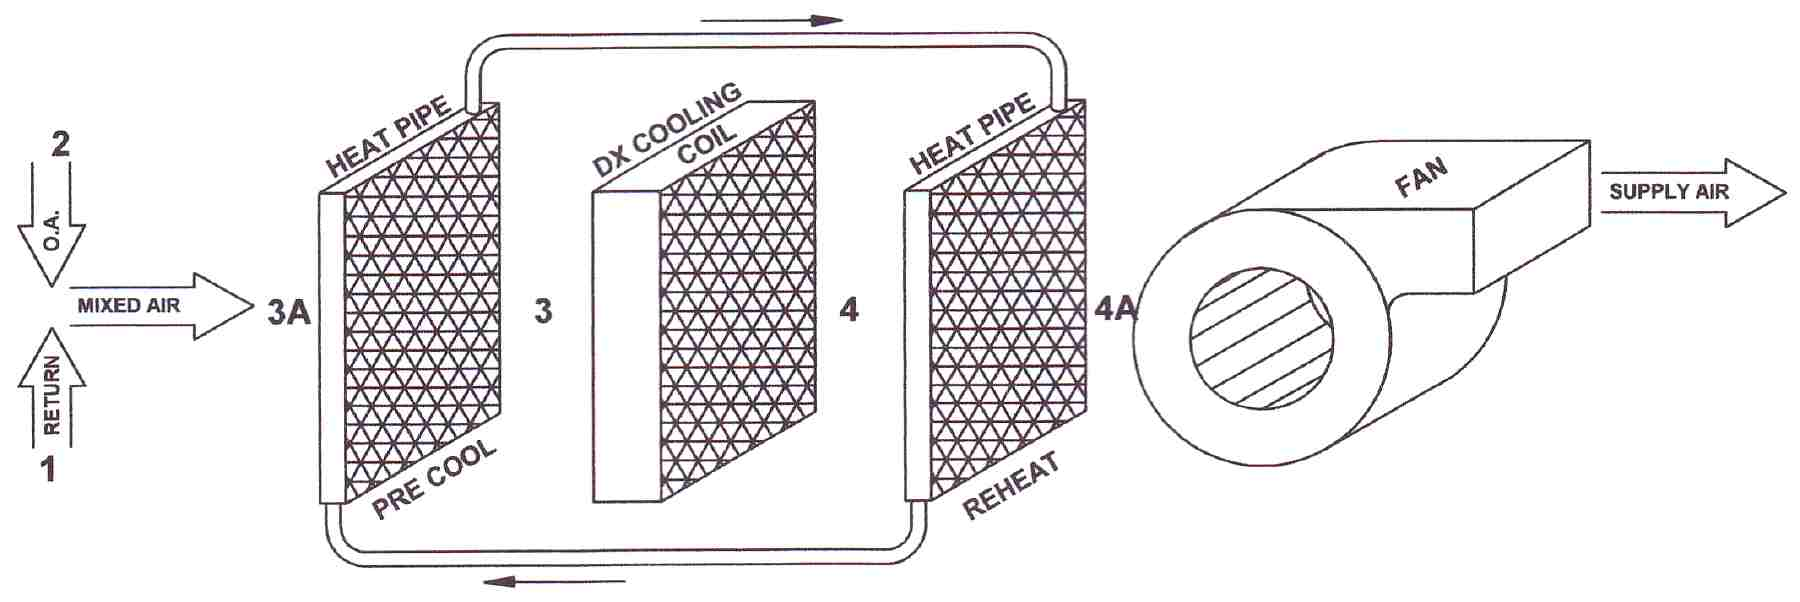 2
O.A.
MIXED AIR
RETURN
1
3A
HEAT PIPE
PRE COOL
3
DX COOLING
COIL
4
HEAT PIPE
REHEAT
4A
FAN
SUPPLY AIR